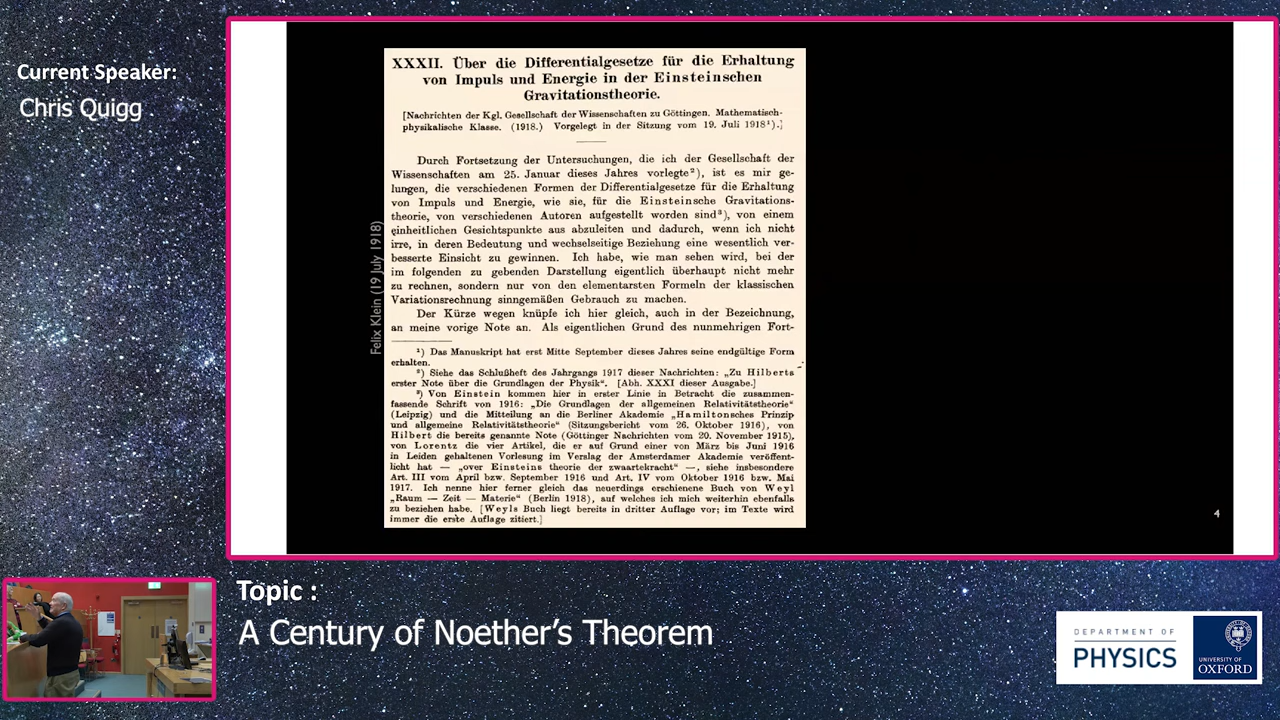 Current Speaker:
Chris Quigg
XXXII. Über die Differentialgesetze für die Erhaltung
von Impuls und Energie in der Einsteinschen
Gravitationstheorie.
[Nachrichten der Kgl. Gesellschaft der Wissenschaften zu Göttingen. Mathematisch-
physikalische Klasse. (1918.) Vorgelegt in der Sitzung vom 19. Juli 1918¹).]
Durch Fortsetzung der Untersuchungen, die ich der Gesellschaft der
Wissenschaften am 25. Januar dieses Jahres vorlegte²), ist es mir ge-
lungen, die verschiedenen Formen der Differentialgesetze für die Erhaltung
von Impuls und Energie, wie sie, für die Einsteinsche Gravitations-
theorie, von verschiedenen Autoren aufgestellt worden sind³), von einem
einheitlichen Gesichtspunkte aus abzuleiten und dadurch, wenn ich nicht
irre, in deren Bedeutung und wechselseitige Beziehung eine wesentlich ver-
besserte Einsicht zu gewinnen. Ich habe, wie man sehen wird, bei der
im folgenden zu gebenden Darstellung eigentlich überhaupt nicht mehr
zu rechnen, sondern nur von den elementarsten Formeln der klassischen
Variationsrechnung sinngemäßen Gebrauch zu machen.
Der Kürze wegen knüpfe ich hier gleich, auch in der Bezeichnung,
an meine vorige Note an. Als eigentlichen Grund des nunmehrigen Fort-
¹) Das Manuskript hat erst Mitte September dieses Jahres seine endgültige Form
erhalten.
²) Siehe das Schlußheft des Jahrgangs 1917 dieser Nachrichten: „Zu Hilberts
erster Note über die Grundlagen der Physik“. [Abh. XXXI dieser Ausgabe.]
³) Von Einstein kommen hier in erster Linie in Betracht die zusammen-
fassende Schrift von 1916: „Die Grundlagen der allgemeinen Relativitätstheorie“
(Leipzig) und die Mitteilung an die Berliner Akademie „Hamiltonsches Prinzip
und allgemeine Relativitätstheorie“ (Sitzungsbericht vom 26. Oktober 1916), von
Hilbert die bereits genannte Note (Göttinger Nachrichten vom 20. November 1915),
von Lorentz die vier Artikel, die er auf Grund einer von März bis Juni 1916
in Leiden gehaltenen Vorlesung im Verslag der Amsterdamer Akademie veröffent-
licht hat — „over Einsteins theorie der zwaartekracht“ —, siehe insbesondere
Art. III vom April bzw. September 1916 und Art. IV vom Oktober 1916 bzw. Mai
1917. Ich nenne hier ferner gleich das neuerdings erschienene Buch von Weyl
„Raum — Zeit — Materie“ (Berlin 1918), auf welches ich mich weiterhin ebenfalls
zu beziehen habe. [Weyls Buch liegt bereits in dritter Auflage vor; im Texte wird
immer die erste Auflage zitiert.]
Felix Klein (19 July 1918)
4
Topic :
A Century of Noether’s Theorem
DEPARTMENT OF
PHYSICS
UNIVERSITY OF
OXFORD